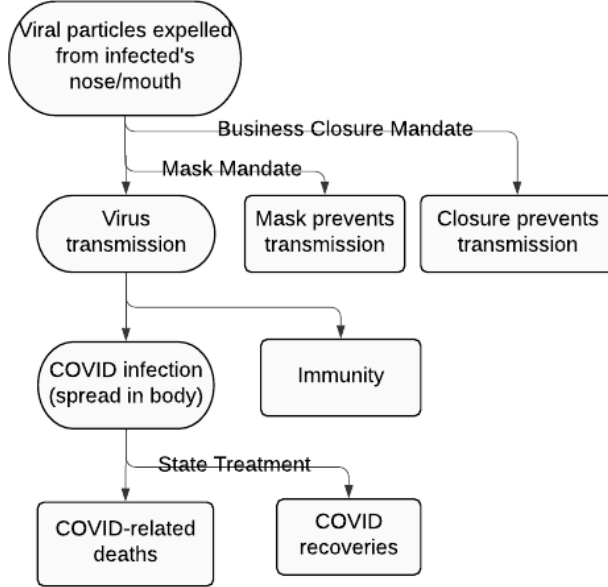 Viral particles expelled
from infected's
nose/mouth
Business Closure Mandate
Mask Mandate
Virus
transmission
Mask prevents
transmission
Closure prevents
transmission
COVID infection
(spread in body)
Immunity
State Treatment
COVID-related
deaths
COVID
recoveries